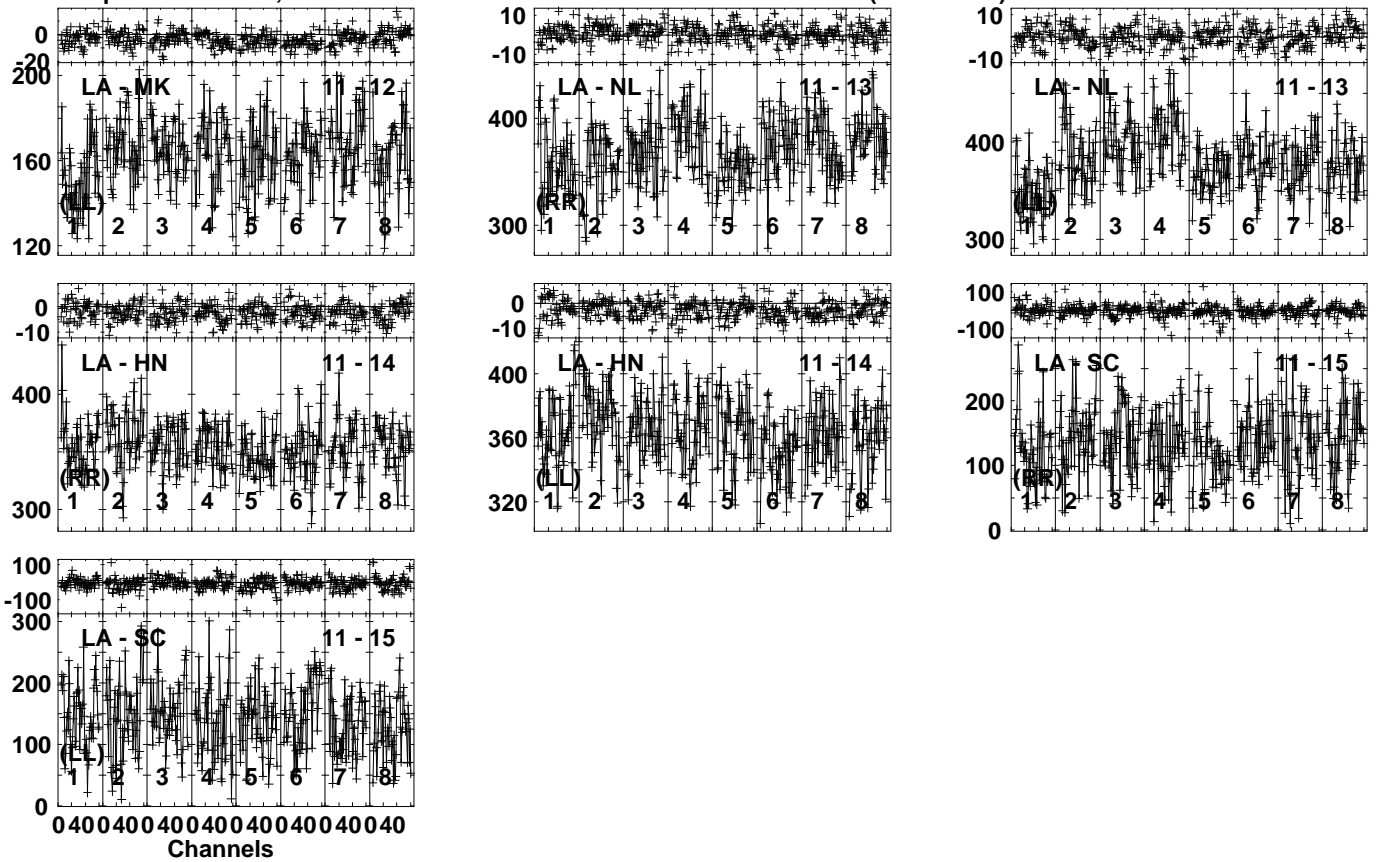 0
-20
200
160
120
LA - MK 11 - 12
(LL)
1 2 3 4 5 6 7 8
10
-10
400
300
LA - NL 11 - 13
(RR)
1 2 3 4 5 6 7 8
10
-10
400
300
LA - NL 11 - 13
(LL)
1 2 3 4 5 6 7 8
0
-10
400
300
LA - HN 11 - 14
(RR)
1 2 3 4 5 6 7 8
0
-10
400
360
320
LA - HN 11 - 14
(LL)
1 2 3 4 5 6 7 8
100
-100
200
100
0
LA - SC 11 - 15
(RR)
1 2 3 4 5 6 7 8
100
-100
300
200
100
0
LA - SC 11 - 15
(LL)
1 2 3 4 5 6 7 8
0 40 0 40 0 40 0 40 0 40 0 40 0 40 0 40
Channels